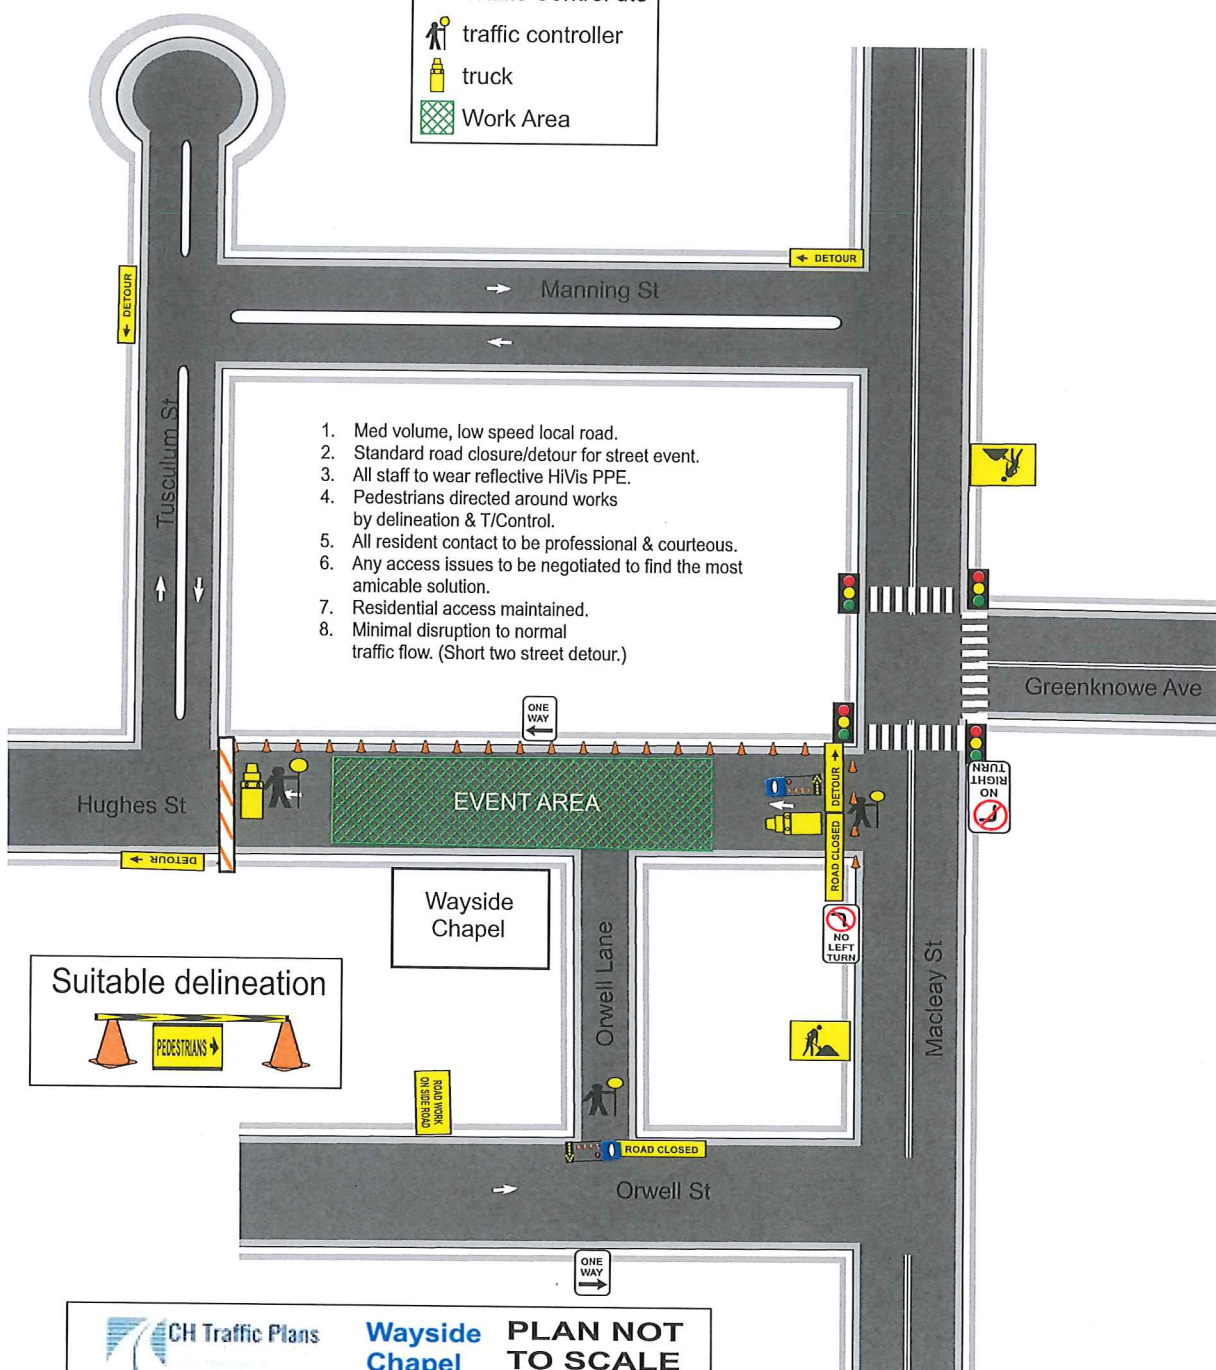 traffic controller
truck
Work Area
← DETOUR
Manning St
← DETOUR
Tusculum St
1. Med volume, low speed local road.
2. Standard road closure/detour for street event.
3. All staff to wear reflective HiVis PPE.
4. Pedestrians directed around works
by delineation & T/Control.
5. All resident contact to be professional & courteous.
6. Any access issues to be negotiated to find the most
amicable solution.
7. Residential access maintained.
8. Minimal disruption to normal
traffic flow. (Short two street detour.)
Greenknowe Ave
ONE
WAY
NO
RIGHT
TURN
Hughes St
EVENT AREA
DETOUR →
ROAD CLOSED
← DETOUR
Wayside
Chapel
NO
LEFT
TURN
Orwell Lane
Macleay St
Suitable delineation
PEDESTRIANS →
ROAD WORK
ON SIDE ROAD
ROAD CLOSED
Orwell St
ONE
WAY
CH Traffic Plans
Wayside
Chapel
PLAN NOT
TO SCALE